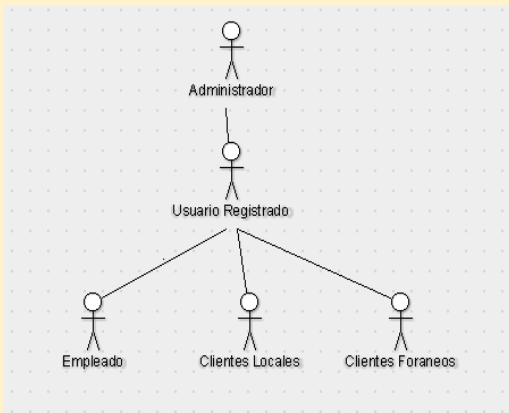 Administrador
Usuario Registrado
Empleado
Clientes Locales
Clientes Foraneos